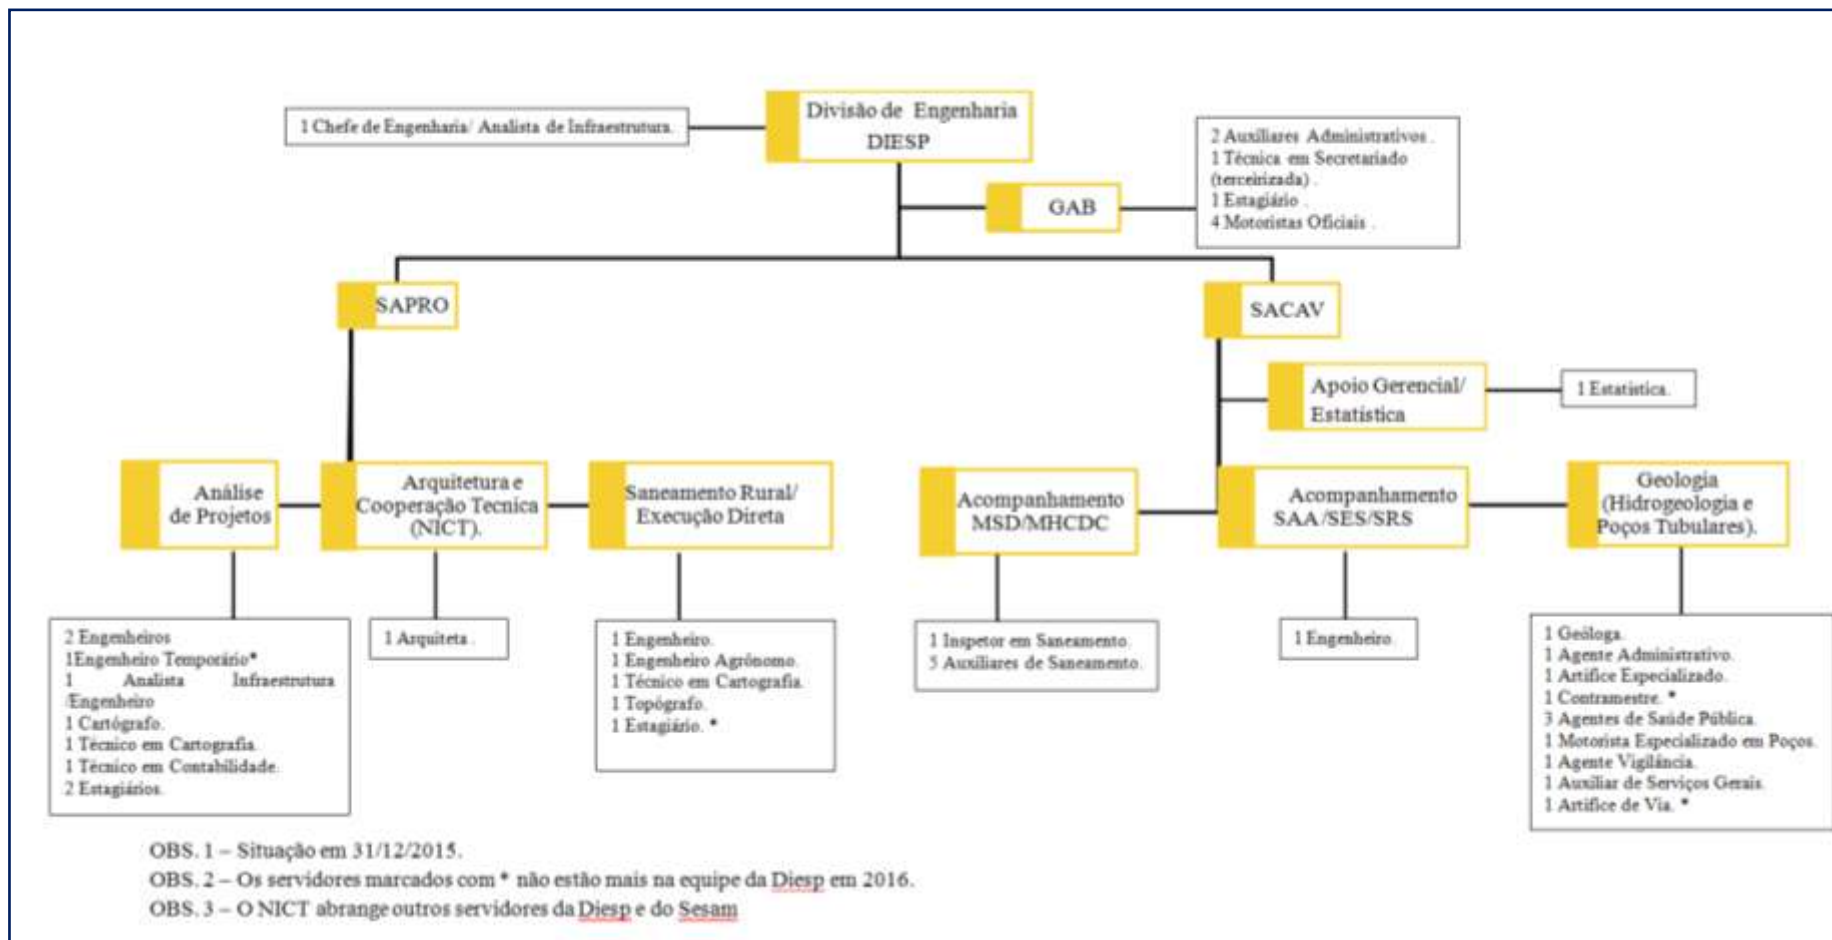 1 Chefe de Engenharia/ Analista de Infraestrutura.
Divisão de Engenharia
DIESP
2 Auxiliares Administrativos .
1 Técnica em Secretariado
(terceirizada) .
1 Estagiário .
4 Motoristas Oficiais .
GAB
SAPRO
SACAV
Apoio Gerencial/
Estatística
1 Estatística.
Análise
de Projetos
Arquitetura e
Cooperação Tecnica
(NICT).
Saneamento Rural/
Execução Direta
Acompanhamento
MSD/MHCDC
Acompanhamento
SAA /SES/SRS
Geologia
(Hidrogeologia e
Poços Tubulares).
2 Engenheiros
1Engenheiro Temporário*
1 Analista Infraestrutura
/Engenheiro
1 Cartógrafo.
1 Técnico em Cartografia.
1 Técnico em Contabilidade.
2 Estagiários.
1 Arquiteta .
1 Engenheiro.
1 Engenheiro Agrônomo.
1 Técnico em Cartografia.
1 Topógrafo.
1 Estagiário. *
1 Inspetor em Saneamento.
5 Auxiliares de Saneamento.
1 Engenheiro.
1 Geóloga.
1 Agente Administrativo.
1 Artífice Especializado.
1 Contramestre. *
3 Agentes de Saúde Pública.
1 Motorista Especializado em Poços.
1 Agente Vigilância.
1 Auxiliar de Serviços Gerais.
1 Artífice de Via. *
OBS. 1 – Situação em 31/12/2015.
OBS. 2 – Os servidores marcados com * não estão mais na equipe da Diesp em 2016.
OBS. 3 – O NICT abrange outros servidores da Diesp e do Sesam